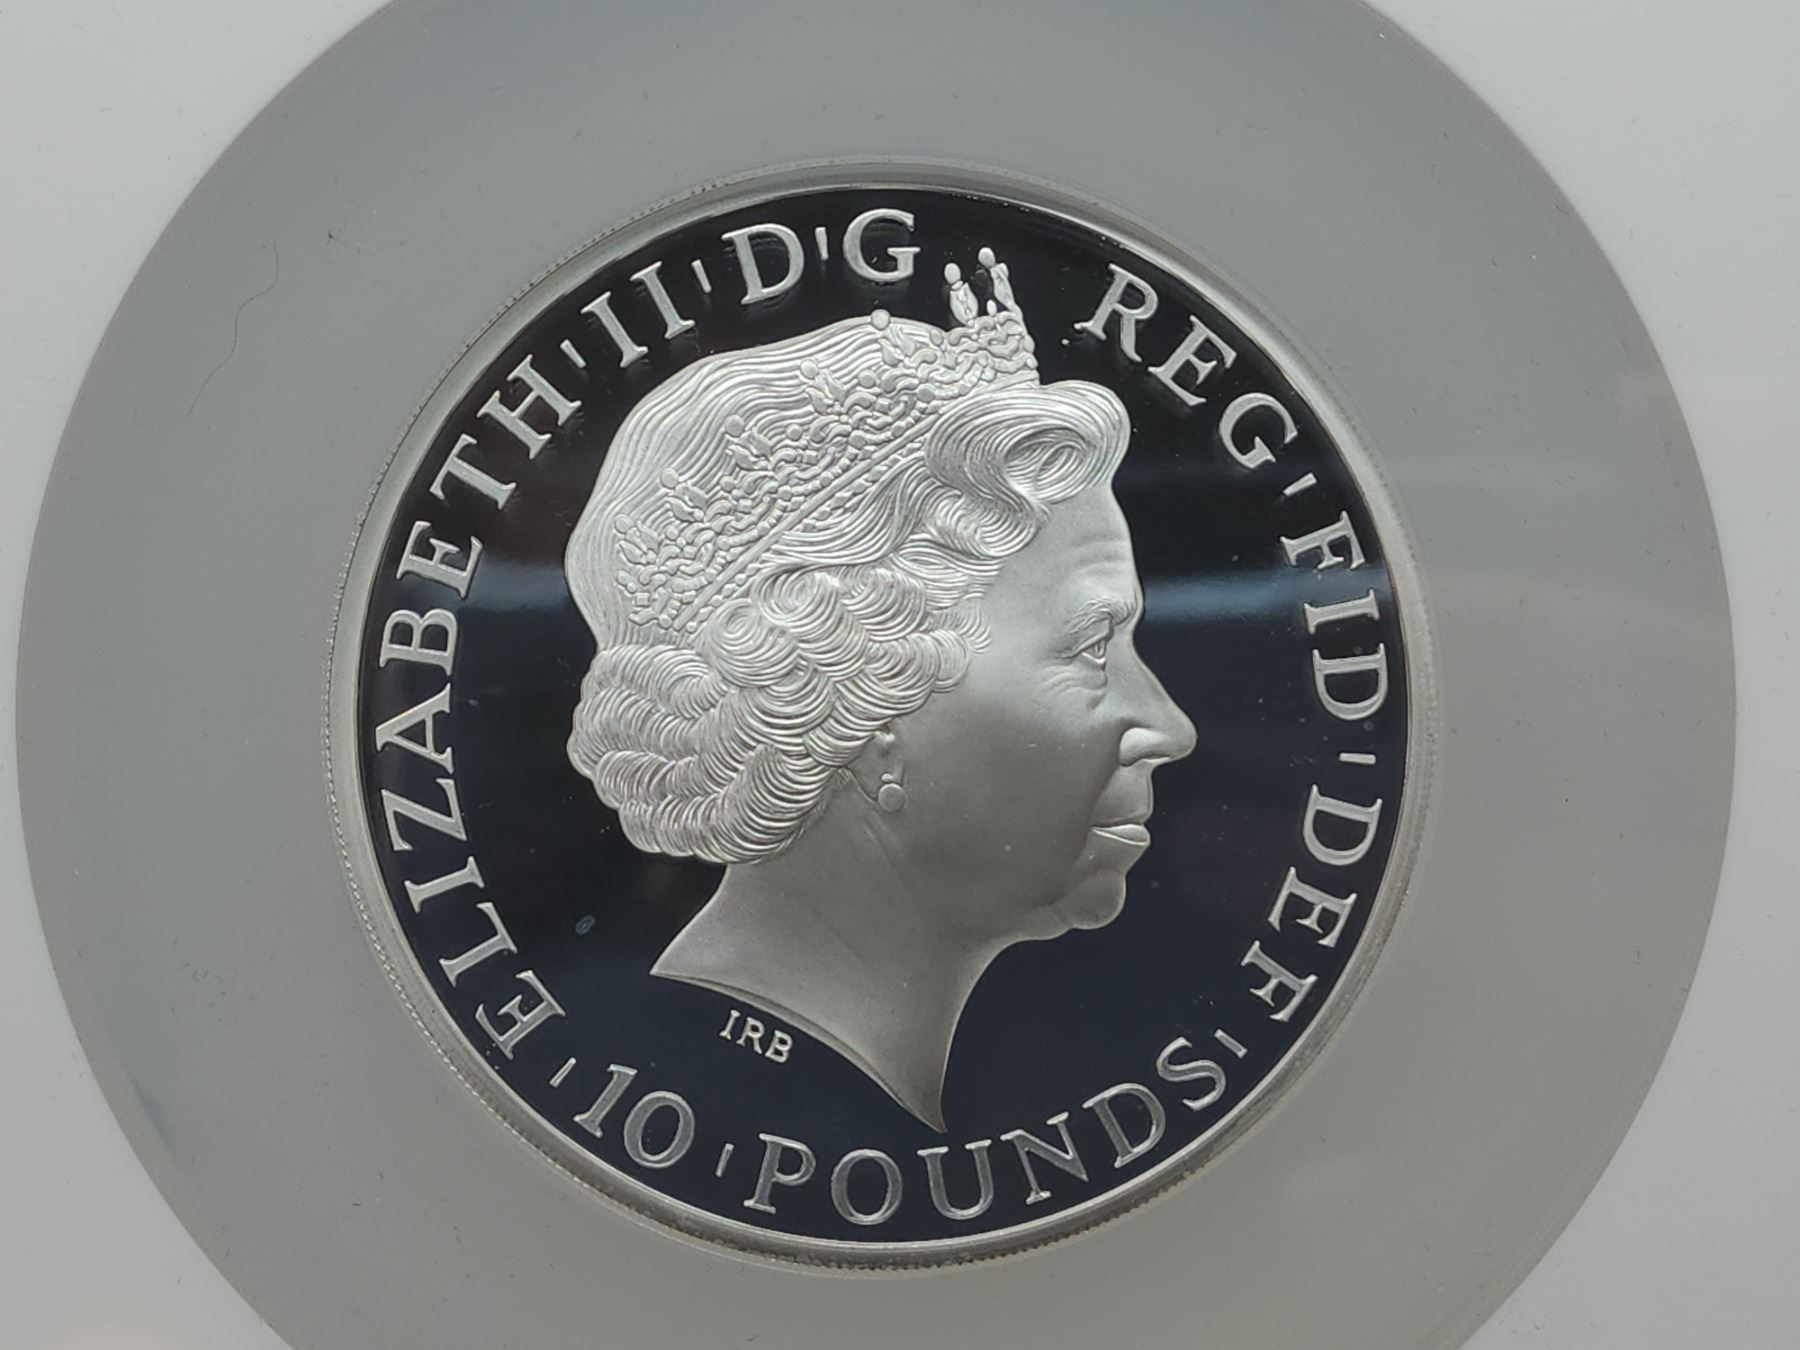 ELIZABETH·II·D·G REG·FID·DEF·10·POUNDS·
IRB